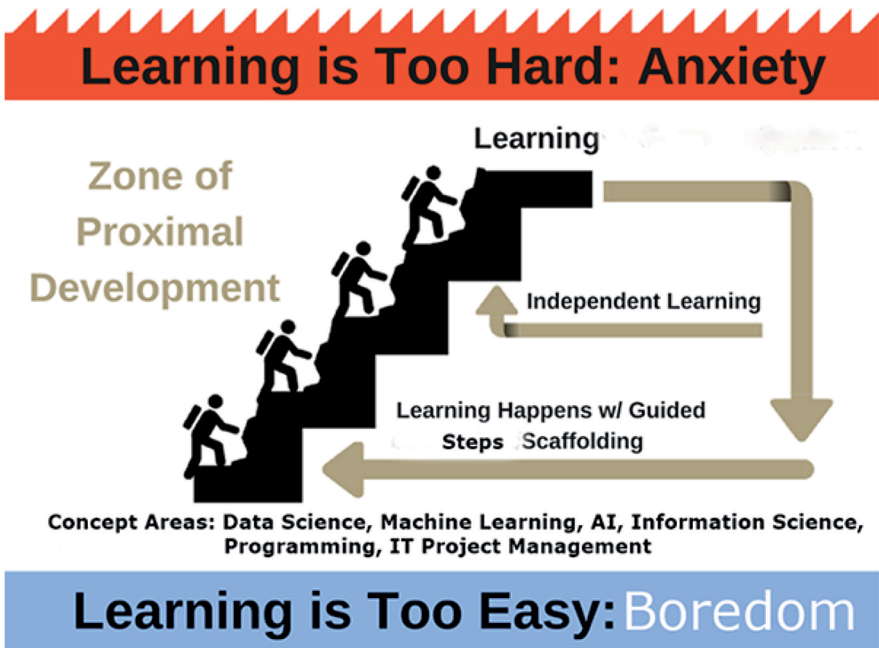 Learning is Too Hard: Anxiety
Learning
Zone of
Proximal
Development
Independent Learning
Learning Happens w/ Guided
Steps Scaffolding
Concept Areas: Data Science, Machine Learning, AI, Information Science,
Programming, IT Project Management
Learning is Too Easy: Boredom